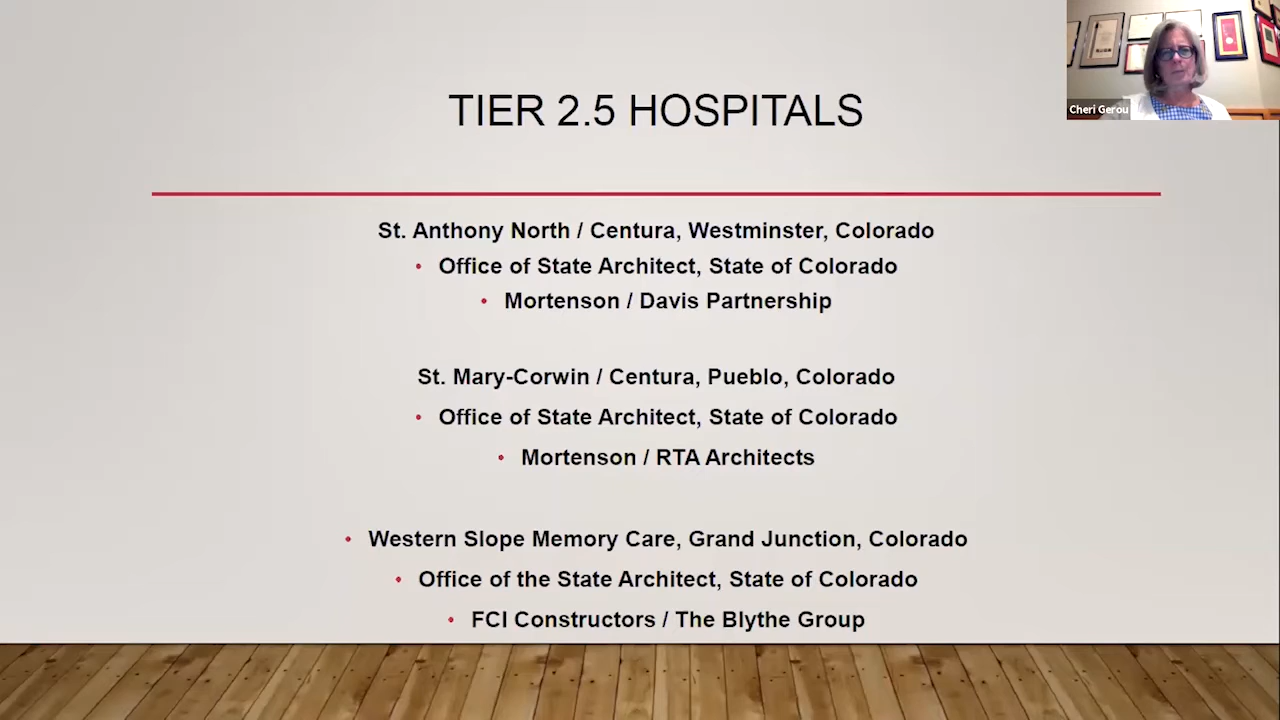 TIER 2.5 HOSPITALS
Cheri Gerou
St. Anthony North / Centura, Westminster, Colorado
• Office of State Architect, State of Colorado
• Mortenson / Davis Partnership
St. Mary-Corwin / Centura, Pueblo, Colorado
• Office of State Architect, State of Colorado
• Mortenson / RTA Architects
• Western Slope Memory Care, Grand Junction, Colorado
• Office of the State Architect, State of Colorado
• FCI Constructors / The Blythe Group